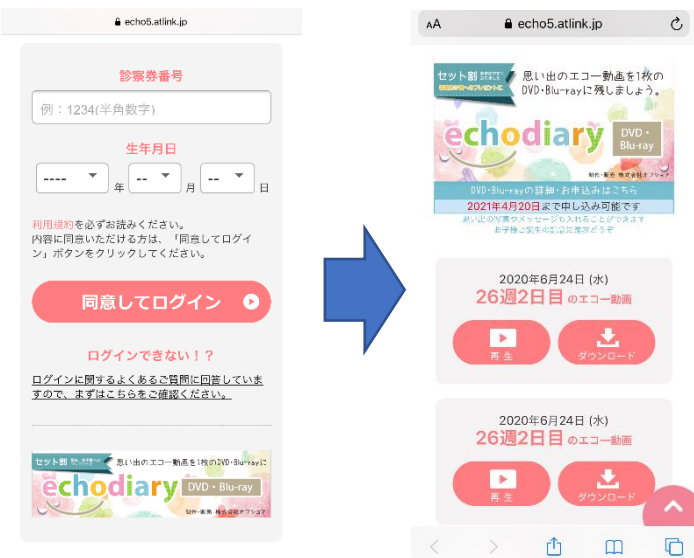 echo5.atlink.jp
診察券番号
例：1234(半角数字)
生年月日
---- 年 -- 月 -- 日
利用規約を必ずお読みください。
内容に同意いただける方は、「同意してログイ
ン」ボタンをクリックしてください。
同意してログイン
ログインできない！？
ログインに関するよくあるご質問に回答していま
すので、まずはこちらをご確認ください。
セット割
思い出のエコー動画を1枚のDVD・Blu-rayに
echodiary DVD・Blu-ray
制作・販売 株式会社オフショア
AA echo5.atlink.jp
セット割
思い出のエコー動画を1枚の
DVD・Blu-rayに残しましょう。
echodiary DVD・
Blu-ray
制作・販売 株式会社オフショア
DVD・Blu-rayの詳細・お申込みはこちら
2021年4月20日まで申し込み可能です
思い出の写真やメッセージも入れることができます
お子様ご誕生の記念に是非どうぞ
2020年6月24日 (水)
26週2日目 のエコー動画
再生 ダウンロード
2020年6月24日 (水)
26週2日目 のエコー動画
再生 ダウンロード